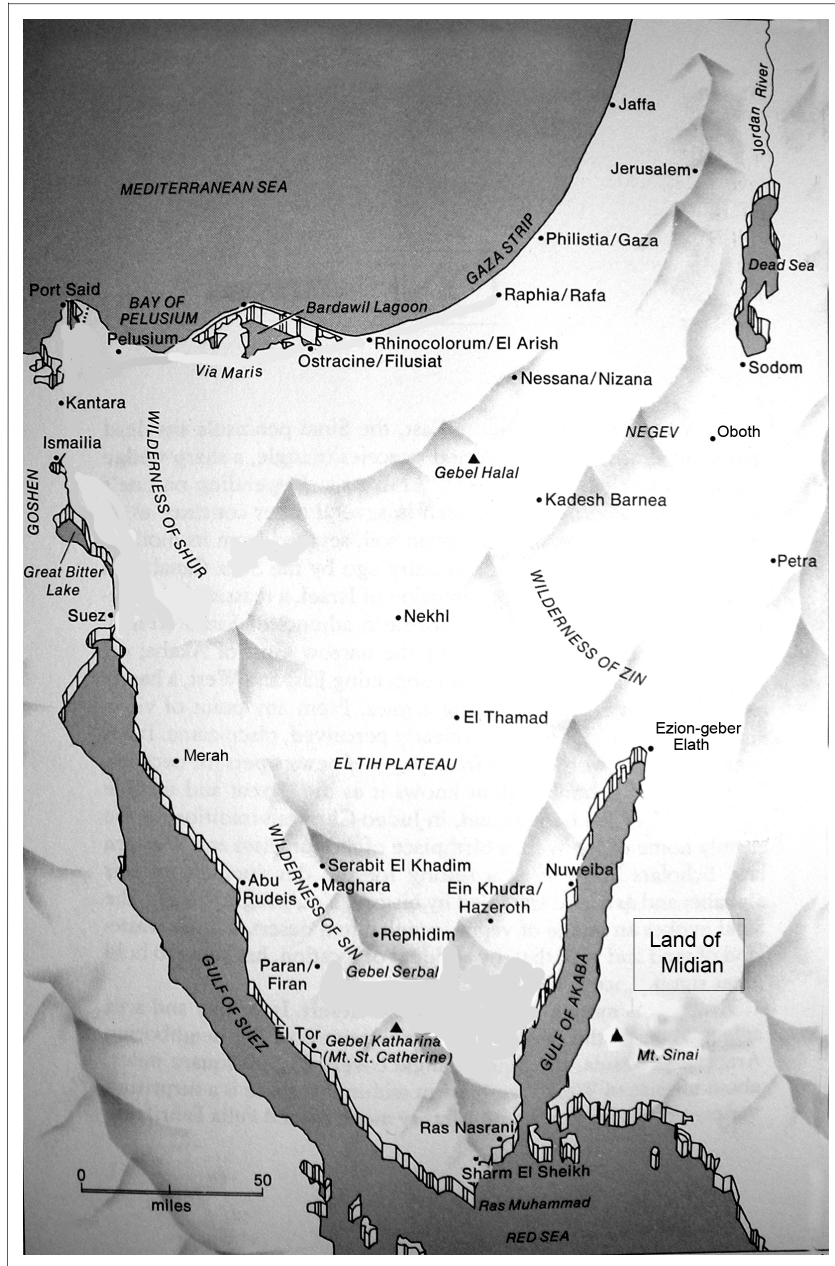 Jaffa
Jordan River
Jerusalem
MEDITERRANEAN SEA
GAZA STRIP
Philistia/Gaza
Dead Sea
Port Said
BAY OF
PELUSIUM
Bardawil Lagoon
Raphia/Rafa
Pelusium
Rhinocolorum/El Arish
Ostracine/Filusiat
Via Maris
Sodom
Nessana/Nizana
Kantara
WILDERNESS OF SHUR
NEGEV
Oboth
Ismailia
Gebel Halal
GOSHEN
Kadesh Barnea
Great Bitter
Lake
Petra
WILDERNESS OF ZIN
Suez
Nekhl
El Thamad
Ezion-geber
Elath
Merah
EL TIH PLATEAU
WILDERNESS OF SIN
Serabit El Khadim
Abu
Rudeis
Maghara
Ein Khudra/
Hazeroth
Nuweiba
Rephidim
Land of
Midian
GULF OF SUEZ
Paran/
Firan
Gebel Serbal
GULF OF AKABA
El Tor
Gebel Katharina
(Mt. St. Catherine)
Mt. Sinai
Ras Nasrani
Sharm El Sheikh
0 50
miles
Ras Muhammad
RED SEA